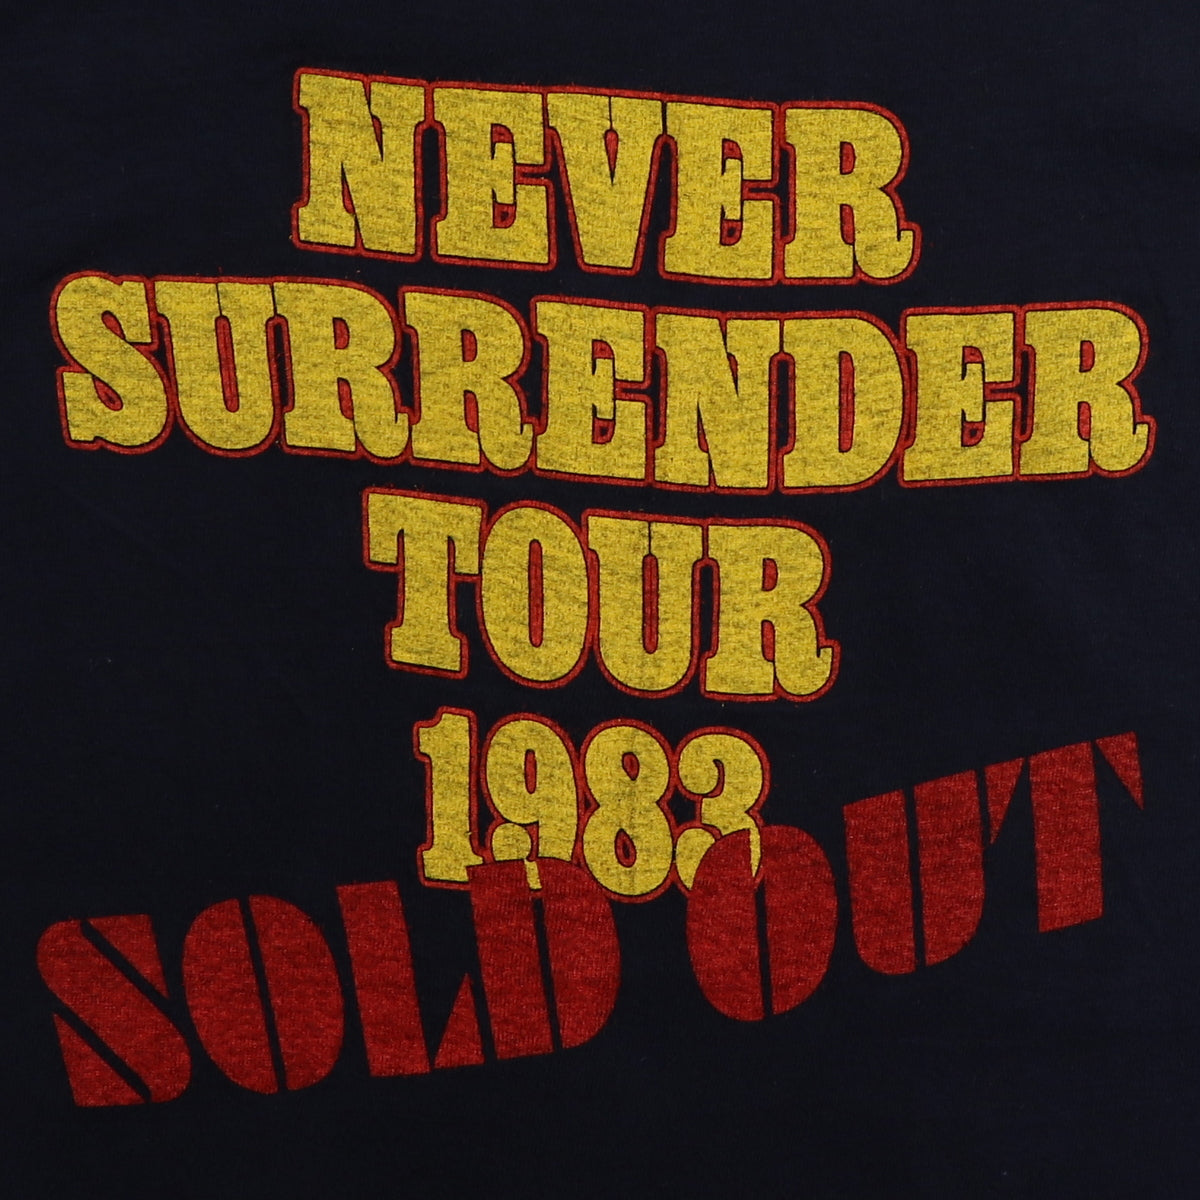 NEVER
SURRENDER
TOUR
1983
SOLD OUT